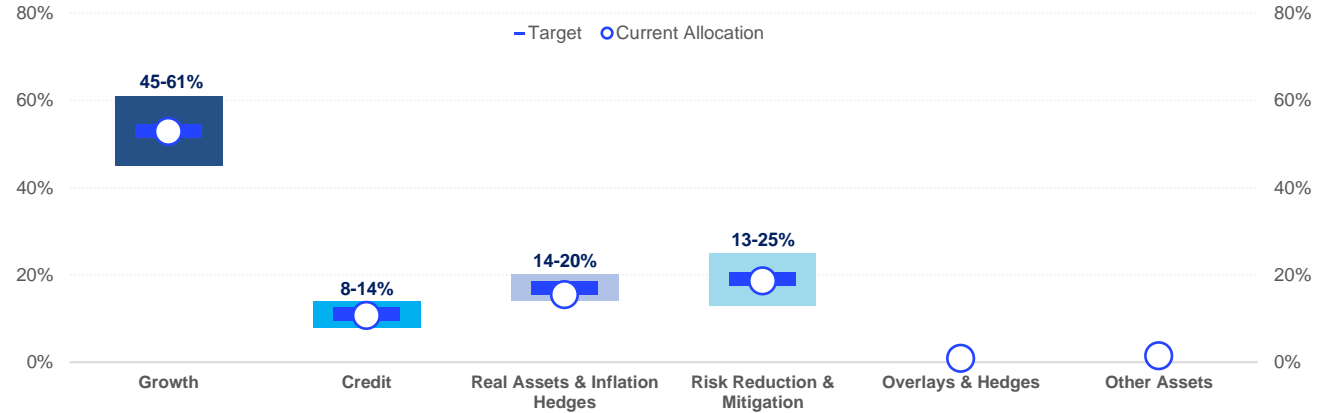 80%
80%
Target
Current Allocation
45-61%
60%
60%
40%
40%
13-25%
14-20%
8-14%
20%
20%
0%
0%
Growth
Credit
Real Assets & Inflation
Hedges
Risk Reduction &
Mitigation
Overlays & Hedges
Other Assets